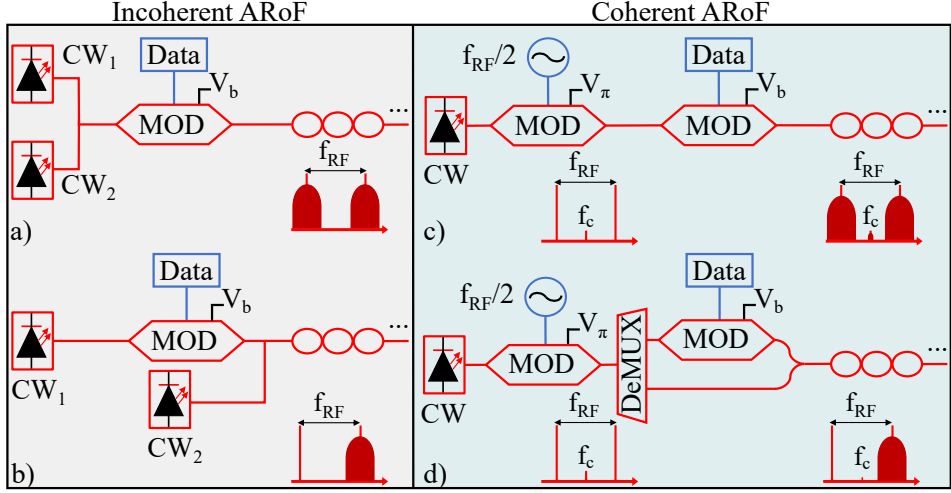 Incoherent ARoF
Coherent ARoF
CW1
Data
Vb
MOD
...
CW2
fRF
a)
fRF/2
Data
Vπ
Vb
MOD
MOD
...
CW
fRF
fc
fRF
fc
c)
Data
Vb
MOD
...
CW1
CW2
fRF
b)
fRF/2
Data
Vπ
Vb
MOD
DeMUX
MOD
...
CW
fRF
fc
fRF
fc
d)